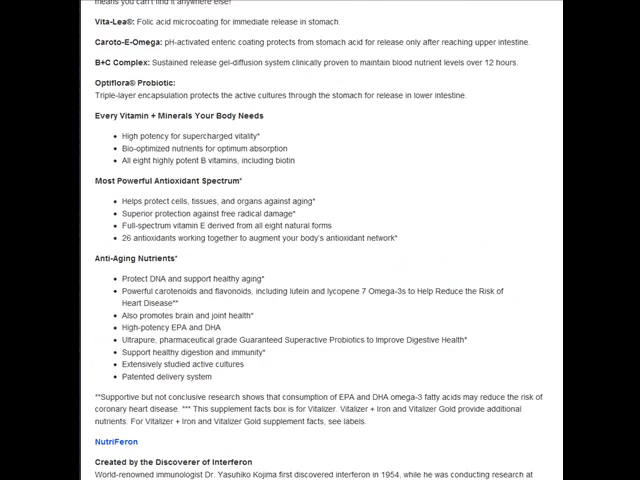 means you can't find it anywhere else!
Vita-Lea®: Folic acid microcoating for immediate release in stomach.
Caroto-E-Omega: pH-activated enteric coating protects from stomach acid for release only after reaching upper intestine.
B+C Complex: Sustained release gel-diffusion system clinically proven to maintain blood nutrient levels over 12 hours.
Optiflora® Probiotic:
Triple-layer encapsulation protects the active cultures through the stomach for release in lower intestine.
Every Vitamin + Minerals Your Body Needs
• High potency for supercharged vitality*
• Bio-optimized nutrients for optimum absorption
• All eight highly potent B vitamins, including biotin
Most Powerful Antioxidant Spectrum*
• Helps protect cells, tissues, and organs against aging*
• Superior protection against free radical damage*
• Full-spectrum vitamin E derived from all eight natural forms
• 26 antioxidants working together to augment your body's antioxidant network*
Anti-Aging Nutrients*
• Protect DNA and support healthy aging*
• Powerful carotenoids and flavonoids, including lutein and lycopene 7 Omega-3s to Help Reduce the Risk of
Heart Disease**
• Also promotes brain and joint health*
• High-potency EPA and DHA
• Ultrapure, pharmaceutical grade Guaranteed Superactive Probiotics to Improve Digestive Health*
• Support healthy digestion and immunity*
• Extensively studied active cultures
• Patented delivery system
**Supportive but not conclusive research shows that consumption of EPA and DHA omega-3 fatty acids may reduce the risk of
coronary heart disease. *** This supplement facts box is for Vitalizer. Vitalizer + Iron and Vitalizer Gold provide additional
nutrients. For Vitalizer + Iron and Vitalizer Gold supplement facts, see labels.
NutriFeron
Created by the Discoverer of Interferon
World-renowned immunologist Dr. Yasuhiko Kojima first discovered interferon in 1954, while he was conducting research at